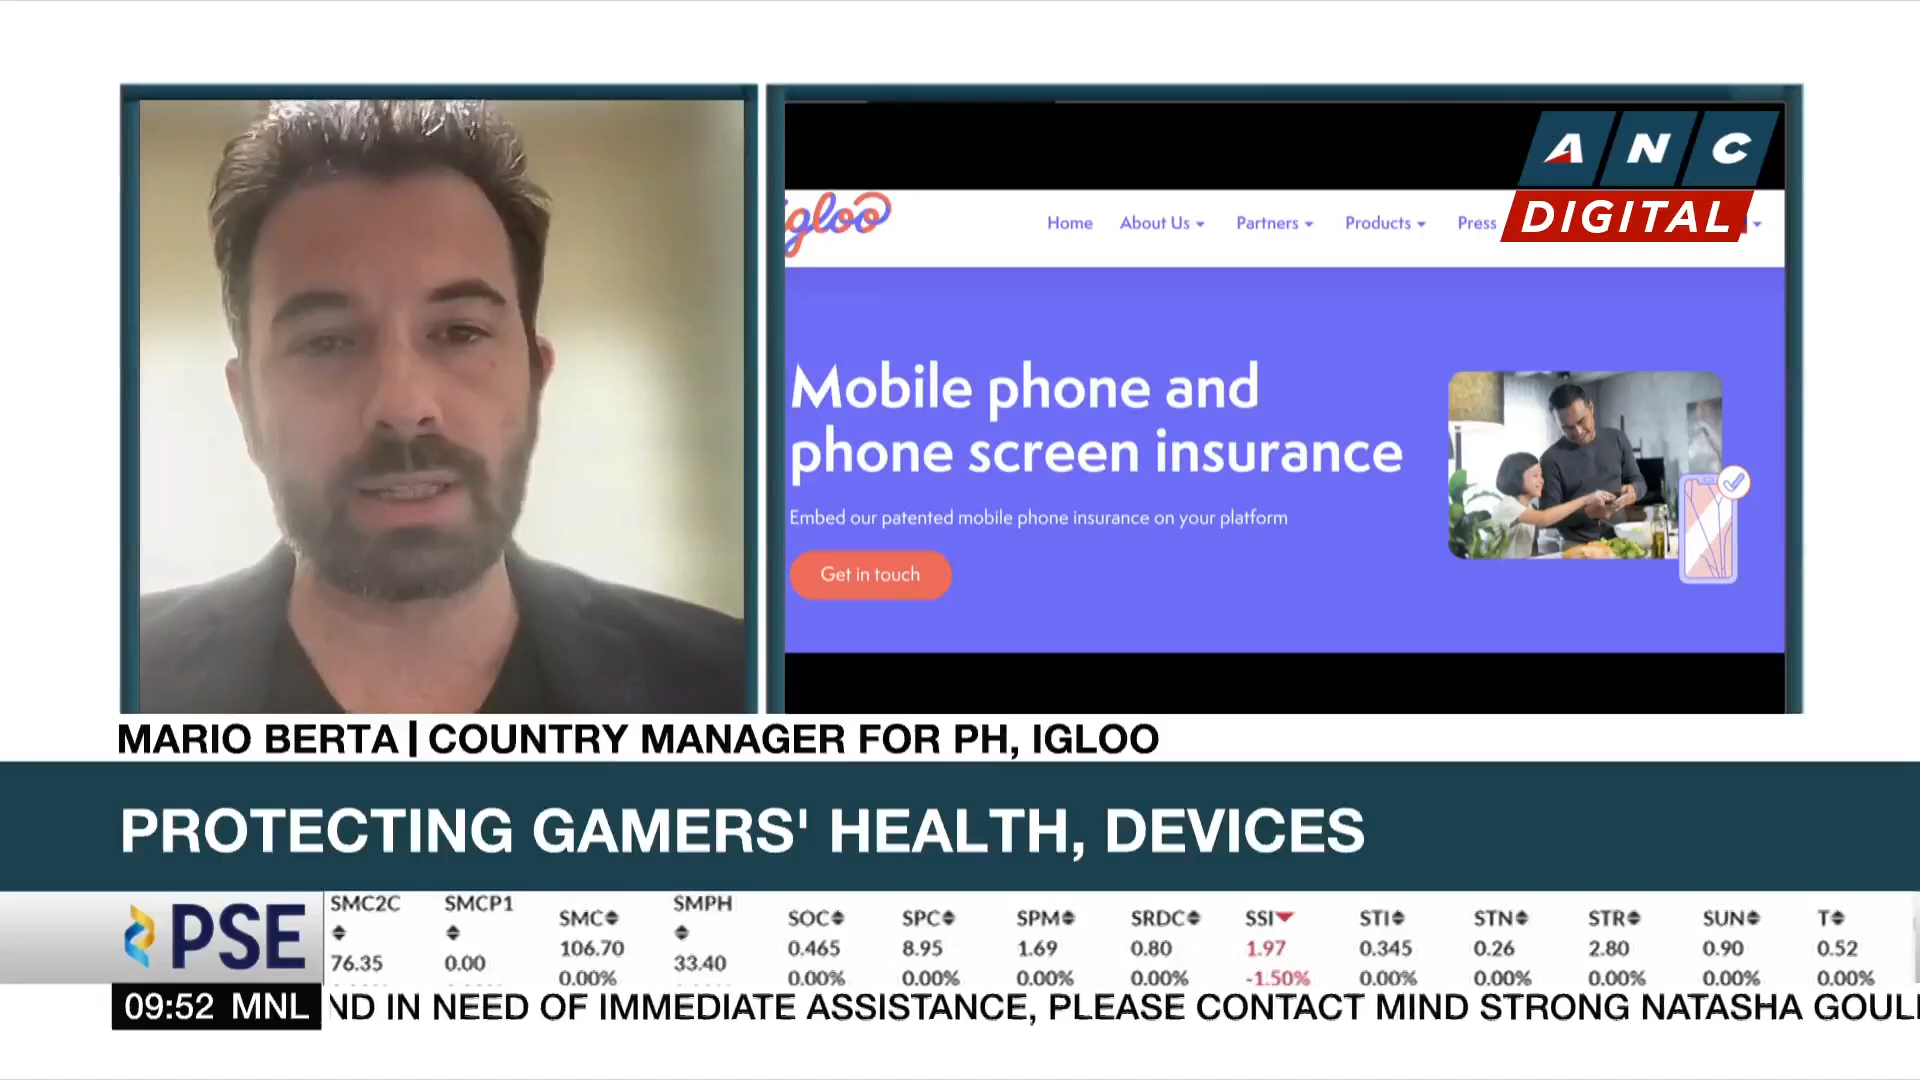 ANC
DIGITAL
igloo
Home About Us Partners Products Press
Mobile phone and
phone screen insurance
Embed our patented mobile phone insurance on your platform
Get in touch
MARIO BERTA | COUNTRY MANAGER FOR PH, IGLOO
PROTECTING GAMERS' HEALTH, DEVICES
PSE
SMC2C SMCP1 SMC SMPH SOC SPC SPM SRDC SSI STI STN STR SUN T
76.35 0.00 106.70 33.40 0.465 8.95 1.69 0.80 1.97 0.345 0.26 2.80 0.90 0.52
0.00% 0.00% 0.00% 0.00% 0.00% -1.50% 0.00% 0.00% 0.00% 0.00% 0.00%
09:52 MNL ND IN NEED OF IMMEDIATE ASSISTANCE, PLEASE CONTACT MIND STRONG NATASHA GOUL